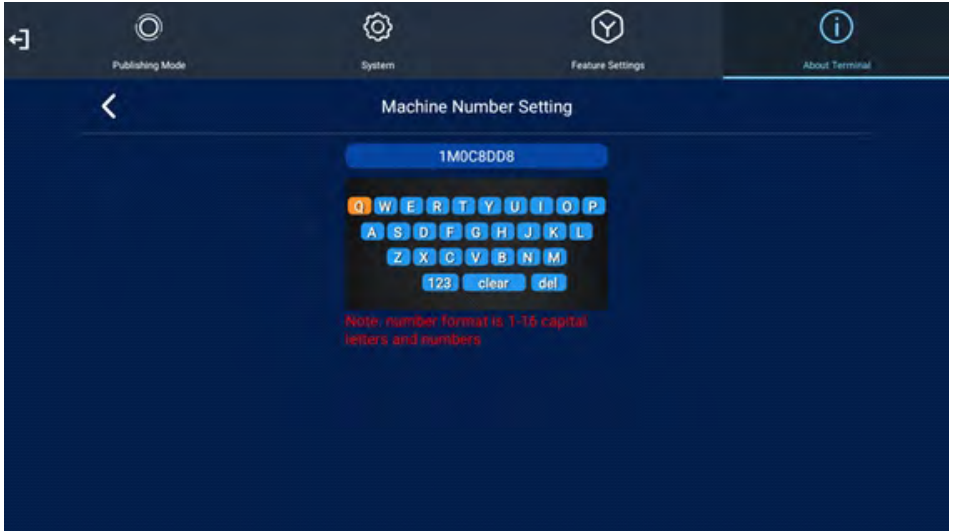 Publishing Mode
System
Feature Settings
About Terminal
Machine Number Setting
1M0C8DD8
Q W E R T Y U I O P
A S D F G H J K L
Z X C V B N M
123 clear del
Note: number format is 1-16 capital
letters and numbers